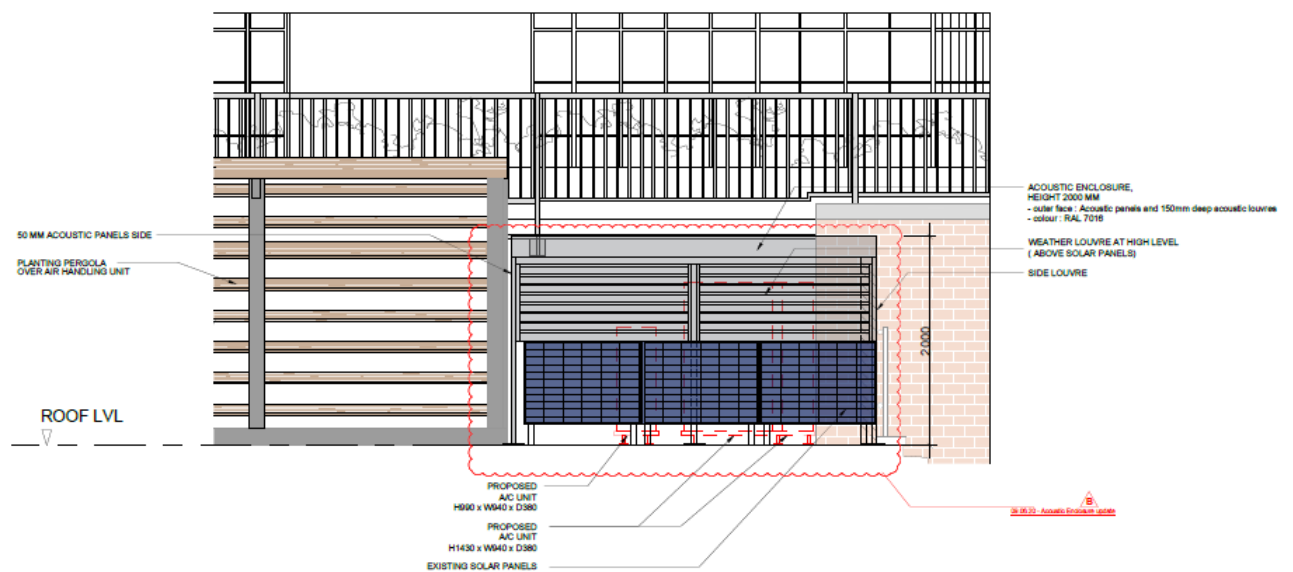 ACOUSTIC ENCLOSURE,
HEIGHT 2000 MM
- outer face : Acoustic panels and 150mm deep acoustic louvres
- colour : RAL 7016
50 MM ACOUSTIC PANELS SIDE
WEATHER LOUVRE AT HIGH LEVEL
( ABOVE SOLAR PANELS)
PLANTING PERGOLA
OVER AIR HANDLING UNIT
SIDE LOUVRE
2.000
ROOF LVL
PROPOSED
A/C UNIT
H990 x W940 x D380
B
- Acoustic Enclosure update
PROPOSED
A/C UNIT
H1430 x W940 x D380
EXISTING SOLAR PANELS